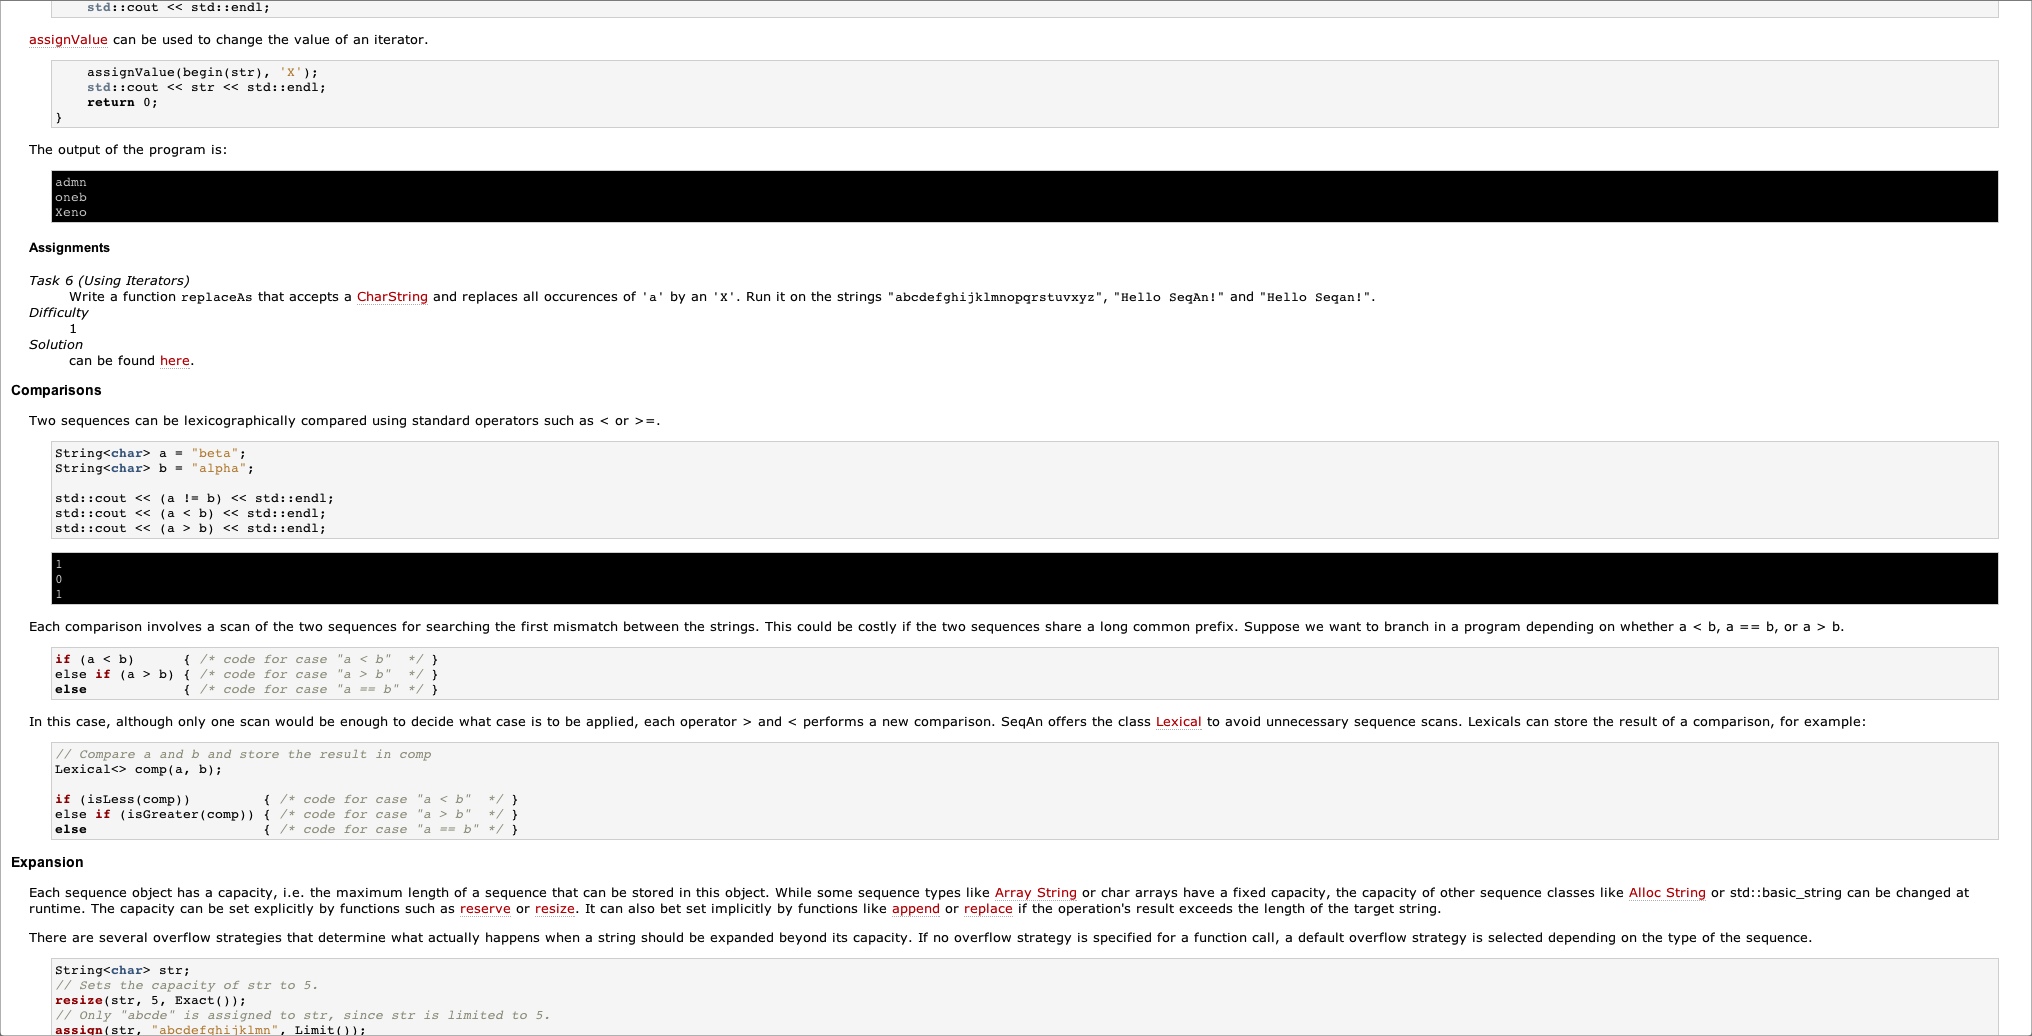 std::cout << std::endl;
assignValue can be used to change the value of an iterator.
    assignValue(begin(str), 'X');
    std::cout << str << std::endl;
    return 0;
}
The output of the program is:
admn
oneb
Xeno
Assignments
Task 6 (Using Iterators)
Write a function replaceAs that accepts a CharString and replaces all occurences of 'a' by an 'X'. Run it on the strings "abcdefghijklmnopqrstuvxyz", "Hello SeqAn!" and "Hello Seqan!".
Difficulty
1
Solution
can be found here.
Comparisons
Two sequences can be lexicographically compared using standard operators such as < or >=.
String<char> a = "beta";
String<char> b = "alpha";
std::cout << (a != b) << std::endl;
std::cout << (a < b) << std::endl;
std::cout << (a > b) << std::endl;
1
0
1
Each comparison involves a scan of the two sequences for searching the first mismatch between the strings. This could be costly if the two sequences share a long common prefix. Suppose we want to branch in a program depending on whether a < b, a == b, or a > b.
if (a < b)      { /* code for case "a < b"  */ }
else if (a > b) { /* code for case "a > b"  */ }
else            { /* code for case "a == b" */ }
In this case, although only one scan would be enough to decide what case is to be applied, each operator > and < performs a new comparison. SeqAn offers the class Lexical to avoid unnecessary sequence scans. Lexicals can store the result of a comparison, for example:
// Compare a and b and store the result in comp
Lexical<> comp(a, b);
if (isLess(comp))         { /* code for case "a < b"  */ }
else if (isGreater(comp)) { /* code for case "a > b"  */ }
else                      { /* code for case "a == b" */ }
Expansion
Each sequence object has a capacity, i.e. the maximum length of a sequence that can be stored in this object. While some sequence types like Array String or char arrays have a fixed capacity, the capacity of other sequence classes like Alloc String or std::basic_string can be changed at
runtime. The capacity can be set explicitly by functions such as reserve or resize. It can also bet set implicitly by functions like append or replace if the operation's result exceeds the length of the target string.
There are several overflow strategies that determine what actually happens when a string should be expanded beyond its capacity. If no overflow strategy is specified for a function call, a default overflow strategy is selected depending on the type of the sequence.
String<char> str;
// Sets the capacity of str to 5.
resize(str, 5, Exact());
// Only "abcde" is assigned to str, since str is limited to 5.
assign(str, "abcdefghijklmn", Limit());